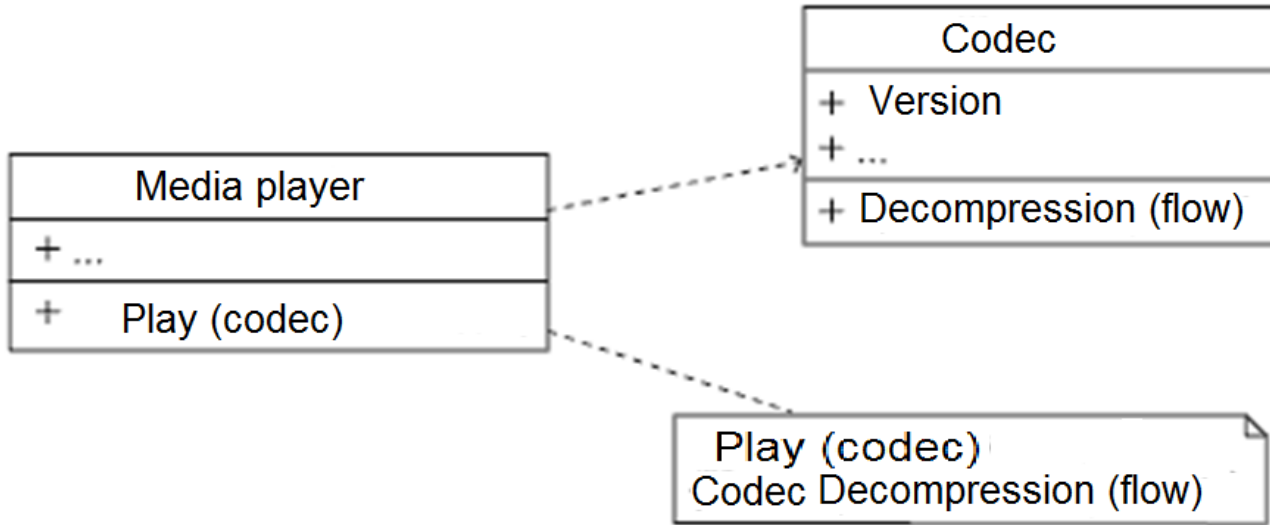 Codec
+ Version
+ ...
+ Decompression (flow)
Media player
+ ...
+ Play (codec)
Play (codec)
Codec Decompression (flow)